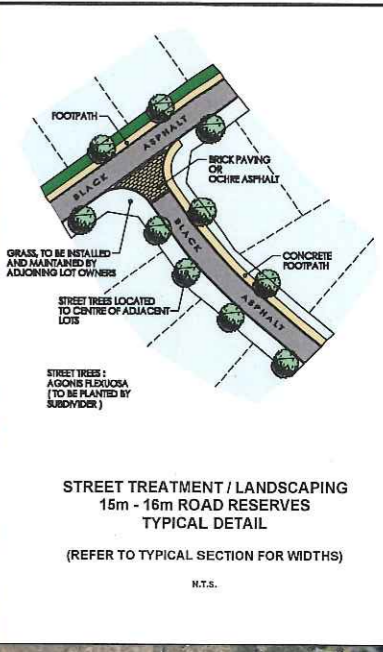 FOOTPATH
BLACK ASPHALT
BRICK PAVING
OR
OCHRE ASPHALT
GRASS, TO BE INSTALLED
AND MAINTAINED BY
ADJOINING LOT OWNERS
BLACK ASPHALT
CONCRETE
FOOTPATH
STREET TREES LOCATED
TO CENTRE OF ADJACENT
LOTS
STREET TREES :
AGONIS FLEXUOSA
( TO BE PLANTED BY
SUBDIVIDER )
STREET TREATMENT / LANDSCAPING
15m - 16m ROAD RESERVES
TYPICAL DETAIL
(REFER TO TYPICAL SECTION FOR WIDTHS)
N.T.S.